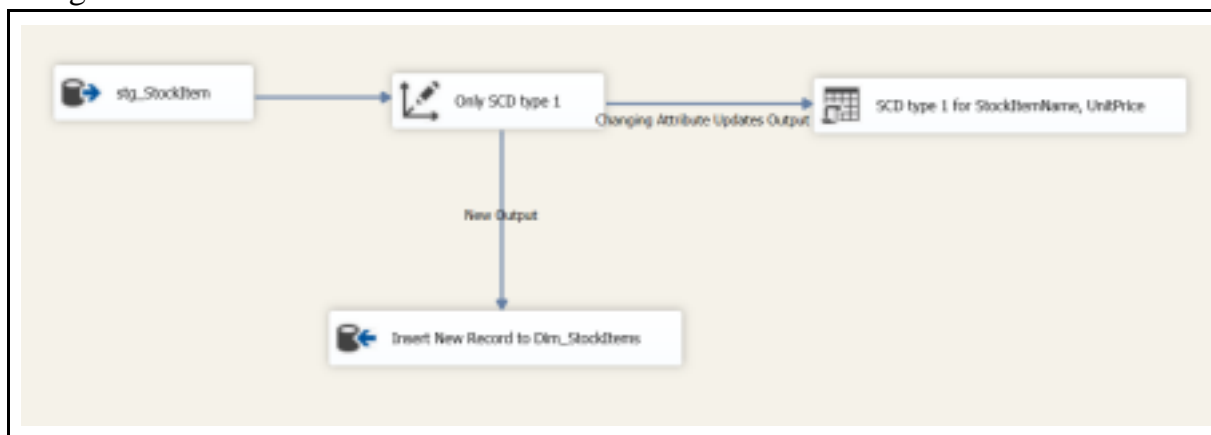 stg_StockItem
Only SCD type 1
Changing Attribute Updates Output
SCD type 1 for StockItemName, UnitPrice
New Output
Insert New Record to Dim_StockItems